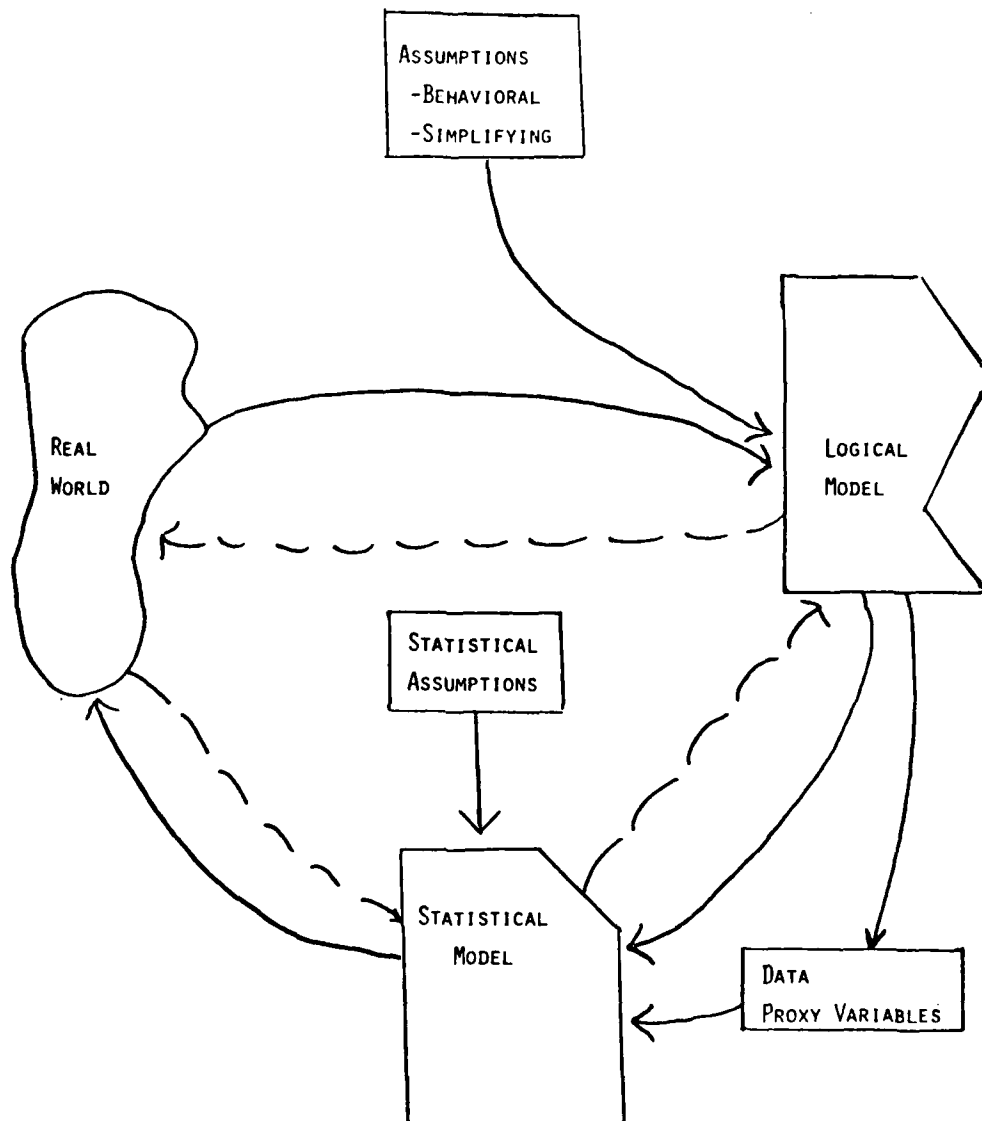 ASSUMPTIONS
-BEHAVIORAL
-SIMPLIFYING
REAL
WORLD
LOGICAL
MODEL
STATISTICAL
ASSUMPTIONS
STATISTICAL
MODEL
DATA
PROXY VARIABLES